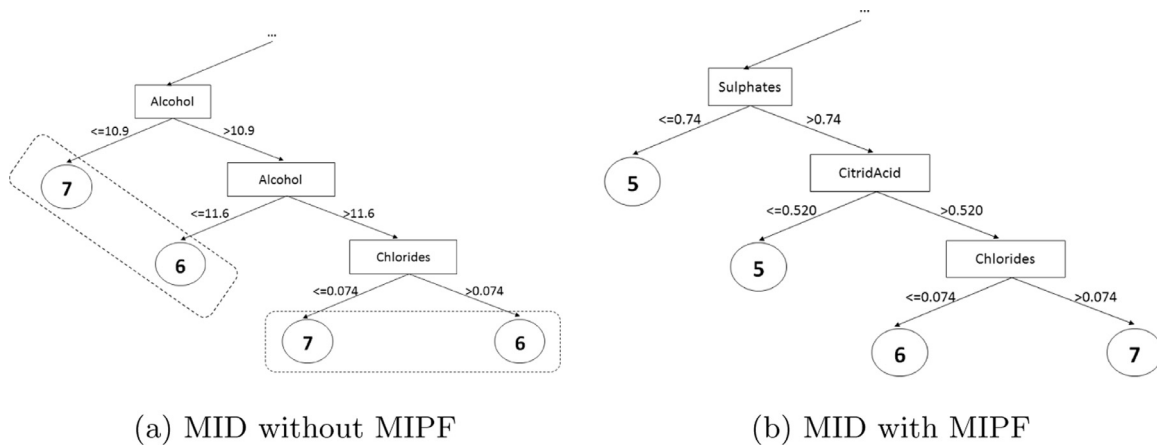 ...
Alcohol
<=10.9 >10.9
7
Alcohol
<=11.6 >11.6
6
Chlorides
<=0.074 >0.074
7 6
(a) MID without MIPF
...
Sulphates
<=0.74 >0.74
5
CitridAcid
<=0.520 >0.520
5
Chlorides
<=0.074 >0.074
6 7
(b) MID with MIPF